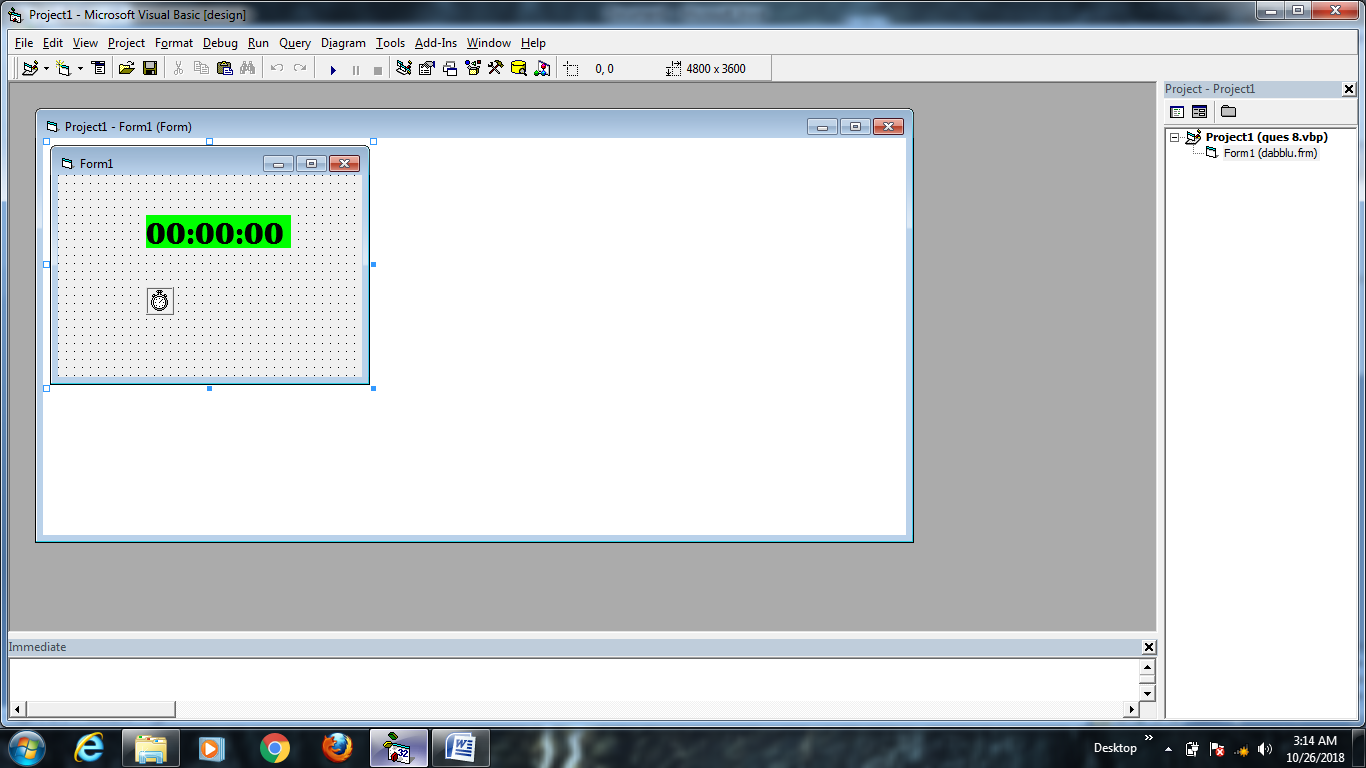 Project1 - Microsoft Visual Basic [design]
File Edit View Project Format Debug Run Query Diagram Tools Add-Ins Window Help
0, 0 4800 x 3600
Project - Project1
Project1 - Form1 (Form)
Project1 (ques 8.vbp)
Form1 (dabblu.frm)
Form1
00:00:00
Immediate
32
Desktop
3:14 AM
10/26/2018